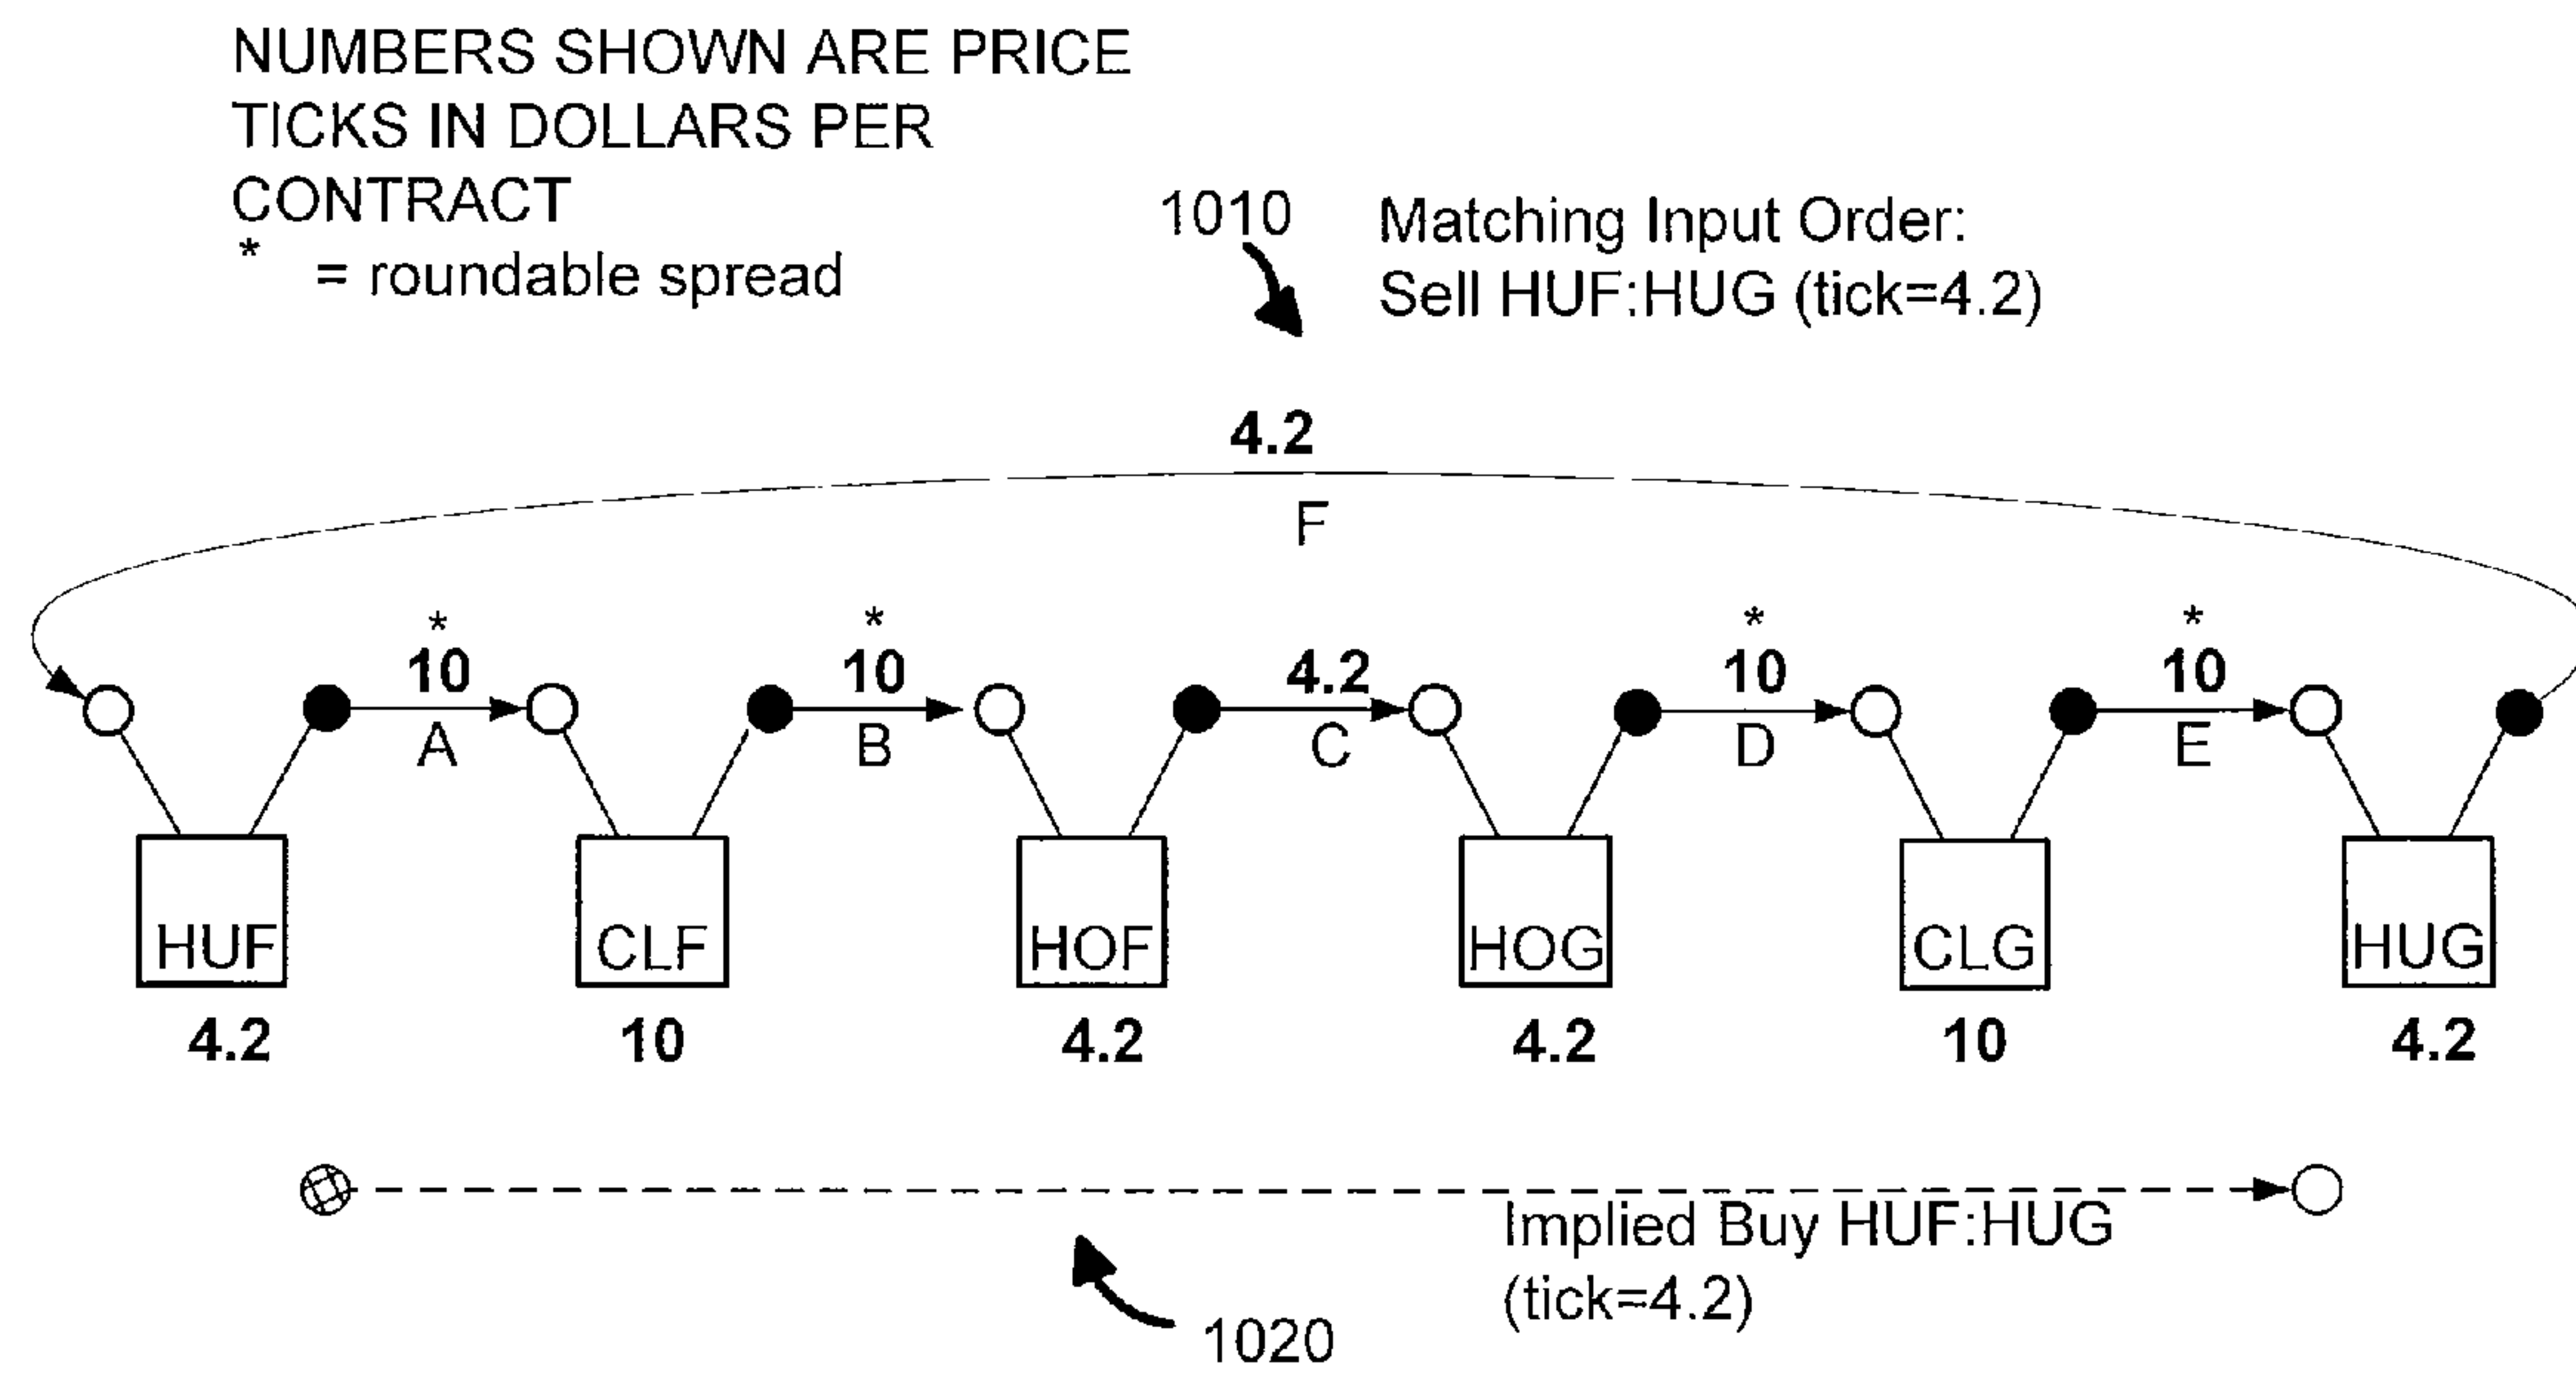 NUMBERS SHOWN ARE PRICE
TICKS IN DOLLARS PER
CONTRACT
* = roundable spread
1010
Matching Input Order:
Sell HUF:HUG (tick=4.2)
4.2
F
* * * *
10 10 4.2 10 10
A B C D E
HUF CLF HOF HOG CLG HUG
4.2 10 4.2 4.2 10 4.2
Implied Buy HUF:HUG
(tick=4.2)
1020